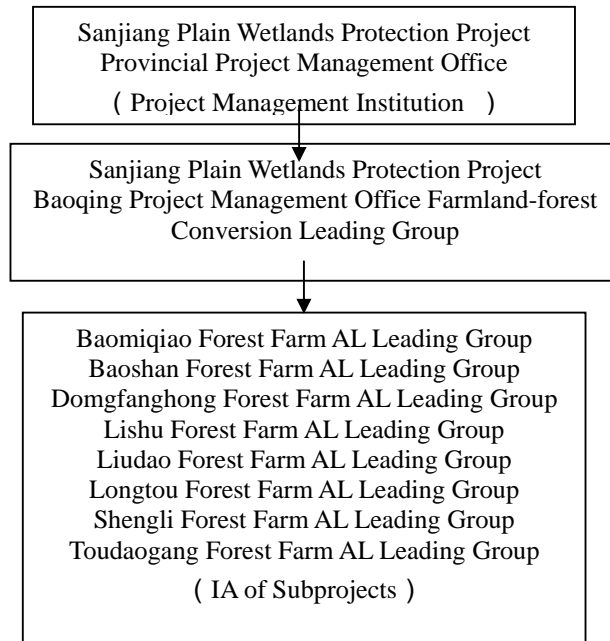 Sanjiang Plain Wetlands Protection Project
Provincial Project Management Office
( Project Management Institution )
Sanjiang Plain Wetlands Protection Project
Baoqing Project Management Office Farmland-forest
Conversion Leading Group
Baomiqiao Forest Farm AL Leading Group
Baoshan Forest Farm AL Leading Group
Domgfanghong Forest Farm AL Leading Group
Lishu Forest Farm AL Leading Group
Liudao Forest Farm AL Leading Group
Longtou Forest Farm AL Leading Group
Shengli Forest Farm AL Leading Group
Toudaogang Forest Farm AL Leading Group
( IA of Subprojects )